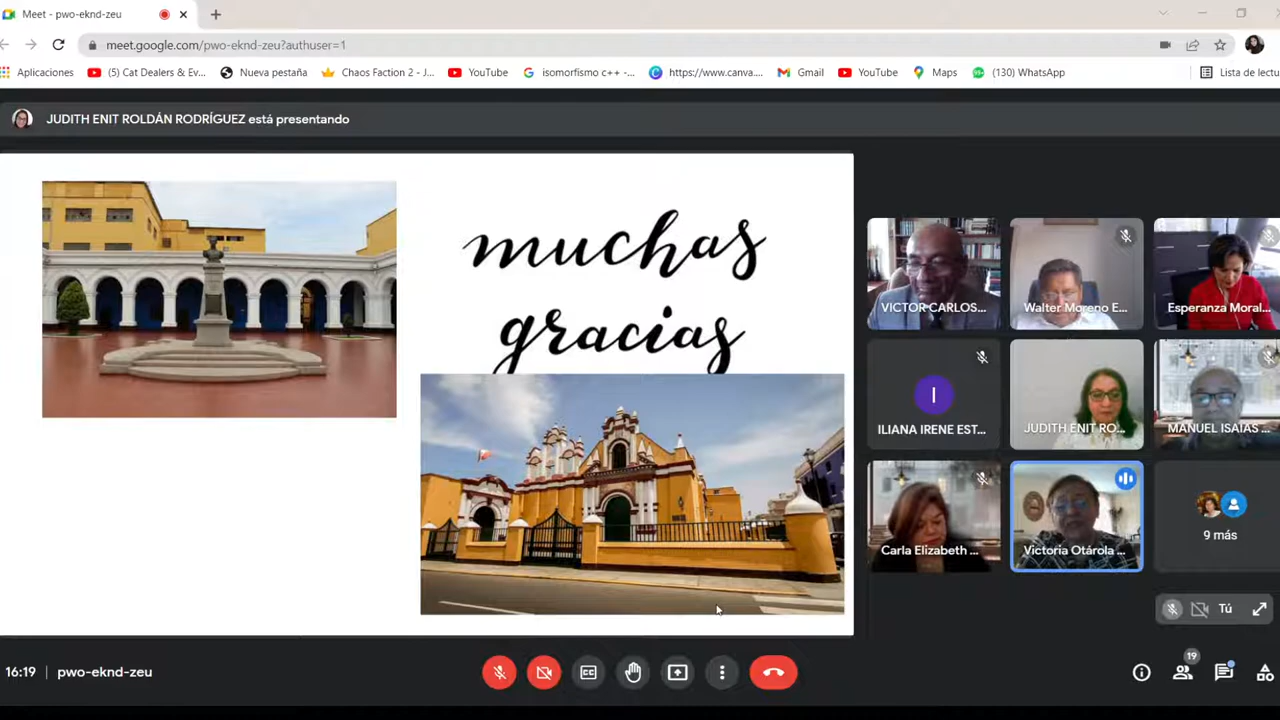 Meet - pwo-eknd-zeu
meet.google.com/pwo-eknd-zeu?authuser=1
Aplicaciones
(5) Cat Dealers & Ev...
Nueva pestaña
Chaos Faction 2 - J...
YouTube
isomorfismo c++ -...
https://www.canva....
Gmail
YouTube
Maps
(130) WhatsApp
Lista de lectu
JUDITH ENIT ROLDÁN RODRÍGUEZ está presentando
muchas
gracias
VICTOR CARLOS...
Walter Moreno E...
Esperanza Moral...
I
ILIANA IRENE EST...
JUDITH ENIT RO...
MANUEL ISAIAS
Carla Elizabeth ...
Victoria Otárola ...
9 más
Tú
16:19
pwo-eknd-zeu
19